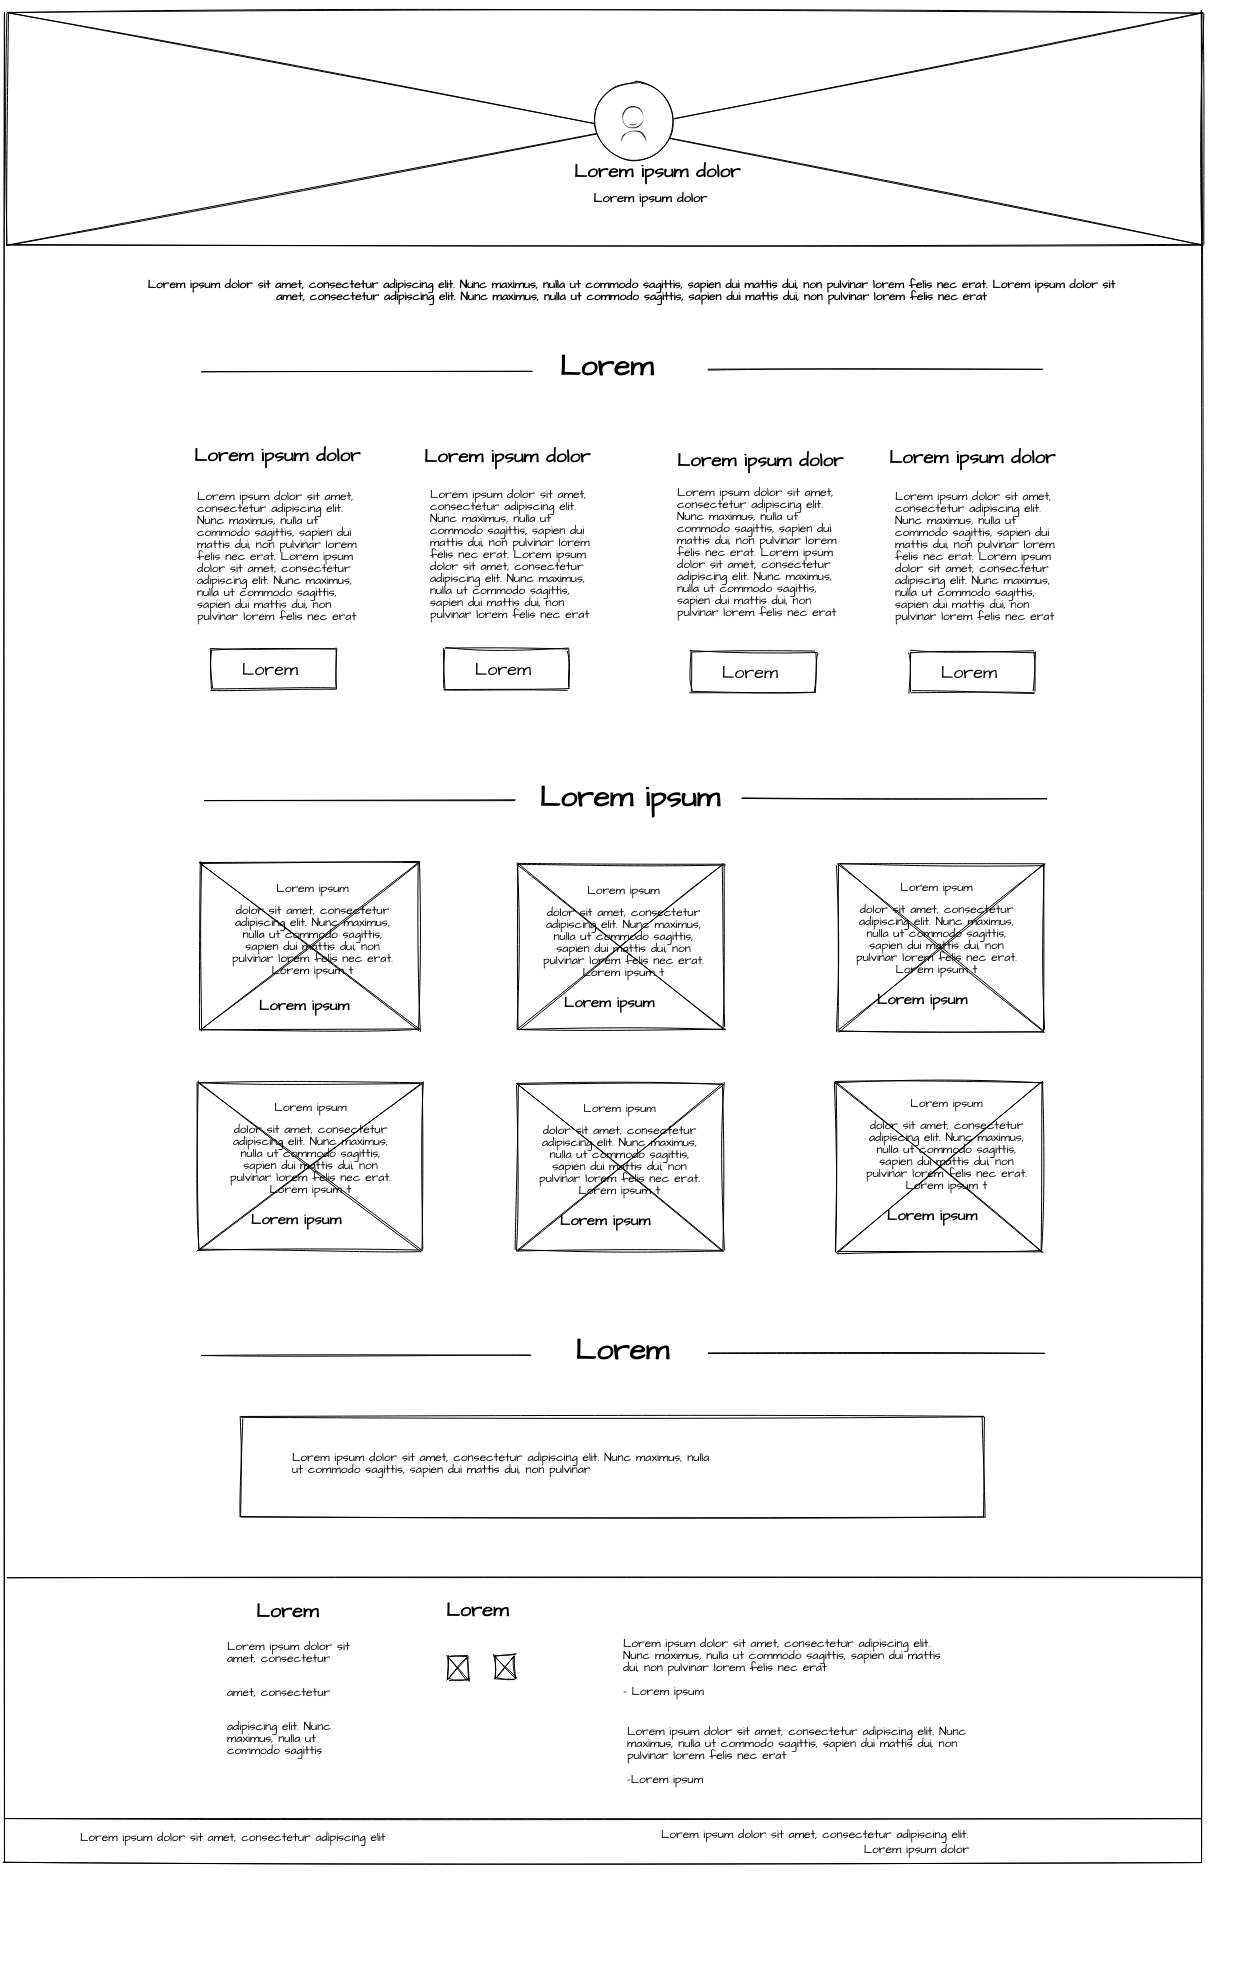 Lorem ipsum dolor
Lorem ipsum dolor
Lorem ipsum dolor sit amet, consectetur adipiscing elit. Nunc maximus, nulla ut commodo sagittis, sapien dui mattis dui, non pulvinar lorem felis nec erat. Lorem ipsum dolor sit
amet, consectetur adipiscing elit. Nunc maximus, nulla ut commodo sagittis, sapien dui mattis dui, non pulvinar lorem felis nec erat
Lorem
Lorem ipsum dolor
Lorem ipsum dolor sit amet,
consectetur adipiscing elit.
Nunc maximus, nulla ut
commodo sagittis, sapien dui
mattis dui, non pulvinar lorem
felis nec erat. Lorem ipsum
dolor sit amet, consectetur
adipiscing elit. Nunc maximus,
nulla ut commodo sagittis,
sapien dui mattis dui, non
pulvinar lorem felis nec erat
Lorem
Lorem ipsum dolor
Lorem ipsum dolor sit amet,
consectetur adipiscing elit.
Nunc maximus, nulla ut
commodo sagittis, sapien dui
mattis dui, non pulvinar lorem
felis nec erat. Lorem ipsum
dolor sit amet, consectetur
adipiscing elit. Nunc maximus,
nulla ut commodo sagittis,
sapien dui mattis dui, non
pulvinar lorem felis nec erat
Lorem
Lorem ipsum dolor
Lorem ipsum dolor sit amet,
consectetur adipiscing elit.
Nunc maximus, nulla ut
commodo sagittis, sapien dui
mattis dui, non pulvinar lorem
felis nec erat. Lorem ipsum
dolor sit amet, consectetur
adipiscing elit. Nunc maximus,
nulla ut commodo sagittis,
sapien dui mattis dui, non
pulvinar lorem felis nec erat
Lorem
Lorem ipsum dolor
Lorem ipsum dolor sit amet,
consectetur adipiscing elit.
Nunc maximus, nulla ut
commodo sagittis, sapien dui
mattis dui, non pulvinar lorem
felis nec erat. Lorem ipsum
dolor sit amet, consectetur
adipiscing elit. Nunc maximus,
nulla ut commodo sagittis,
sapien dui mattis dui, non
pulvinar lorem felis nec erat
Lorem
Lorem ipsum
Lorem ipsum
dolor sit amet, consectetur
adipiscing elit. Nunc maximus,
nulla ut commodo sagittis,
sapien dui mattis dui, non
pulvinar lorem felis nec erat.
Lorem ipsum t
Lorem ipsum
Lorem ipsum
dolor sit amet, consectetur
adipiscing elit. Nunc maximus,
nulla ut commodo sagittis,
sapien dui mattis dui, non
pulvinar lorem felis nec erat.
Lorem ipsum t
Lorem ipsum
Lorem ipsum
dolor sit amet, consectetur
adipiscing elit. Nunc maximus,
nulla ut commodo sagittis,
sapien dui mattis dui, non
pulvinar lorem felis nec erat.
Lorem ipsum t
Lorem ipsum
Lorem ipsum
dolor sit amet, consectetur
adipiscing elit. Nunc maximus,
nulla ut commodo sagittis,
sapien dui mattis dui, non
pulvinar lorem felis nec erat.
Lorem ipsum t
Lorem ipsum
Lorem ipsum
dolor sit amet, consectetur
adipiscing elit. Nunc maximus,
nulla ut commodo sagittis,
sapien dui mattis dui, non
pulvinar lorem felis nec erat.
Lorem ipsum t
Lorem ipsum
Lorem ipsum
dolor sit amet, consectetur
adipiscing elit. Nunc maximus,
nulla ut commodo sagittis,
sapien dui mattis dui, non
pulvinar lorem felis nec erat.
Lorem ipsum t
Lorem ipsum
Lorem
Lorem ipsum dolor sit amet, consectetur adipiscing elit. Nunc maximus, nulla
ut commodo sagittis, sapien dui mattis dui, non pulvinar
Lorem
Lorem ipsum dolor sit
amet, consectetur
amet, consectetur
adipiscing elit. Nunc
maximus, nulla ut
commodo sagittis
Lorem
Lorem ipsum dolor sit amet, consectetur adipiscing elit.
Nunc maximus, nulla ut commodo sagittis, sapien dui mattis
dui, non pulvinar lorem felis nec erat
- Lorem ipsum
Lorem ipsum dolor sit amet, consectetur adipiscing elit. Nunc
maximus, nulla ut commodo sagittis, sapien dui mattis dui, non
pulvinar lorem felis nec erat
-Lorem ipsum
Lorem ipsum dolor sit amet, consectetur adipiscing elit
Lorem ipsum dolor sit amet, consectetur adipiscing elit.
Lorem ipsum dolor